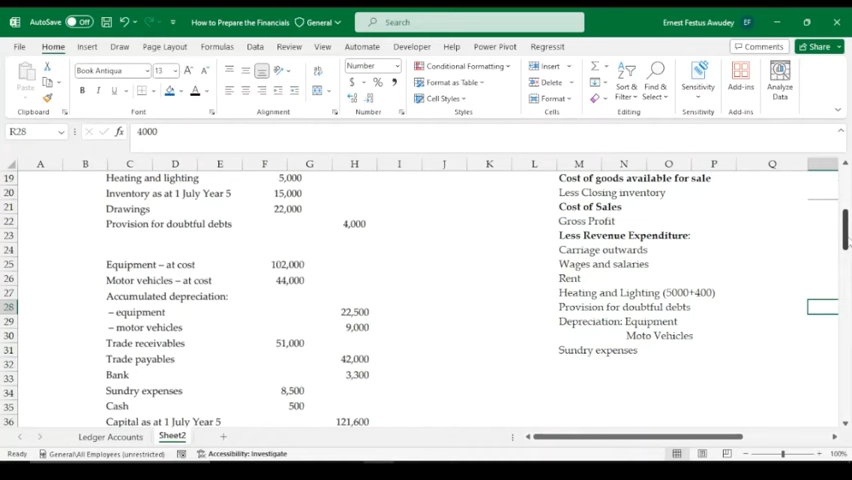 AutoSave Off How to Prepare the Financials General Search Ernest Festus Awudey EF
File Home Insert Draw Page Layout Formulas Data Review View Automate Developer Help Power Pivot Regressit Comments Share
Paste Book Antiqua 13 Number Conditional Formatting Format as Table Cell Styles Insert Delete Format Sort & Filter Find & Select Sensitivity Add-ins Analyze Data
Clipboard Font Alignment Number Styles Cells Editing Sensitivity Add-ins
R28 fx 4000
A B C D E F G H I J K L M N O P Q
19 Heating and lighting 5,000 Cost of goods available for sale
20 Inventory as at 1 July Year 5 15,000 Less Closing inventory
21 Drawings 22,000 Cost of Sales
22 Provision for doubtful debts 4,000 Gross Profit
23 Less Revenue Expenditure:
24 Carriage outwards
25 Equipment – at cost 102,000 Wages and salaries
26 Motor vehicles – at cost 44,000 Rent
27 Accumulated depreciation: Heating and Lighting (5000+400)
28 – equipment 22,500 Provision for doubtful debts
29 – motor vehicles 9,000 Depreciation: Equipment
30 Trade receivables 51,000 Moto Vehicles
31 Trade payables 42,000 Sundry expenses
32
33 Bank 3,300
34 Sundry expenses 8,500
35 Cash 500
36 Capital as at 1 July Year 5 121,600
Ledger Accounts Sheet2
Ready General\All Employees (unrestricted) Accessibility: Investigate 100%